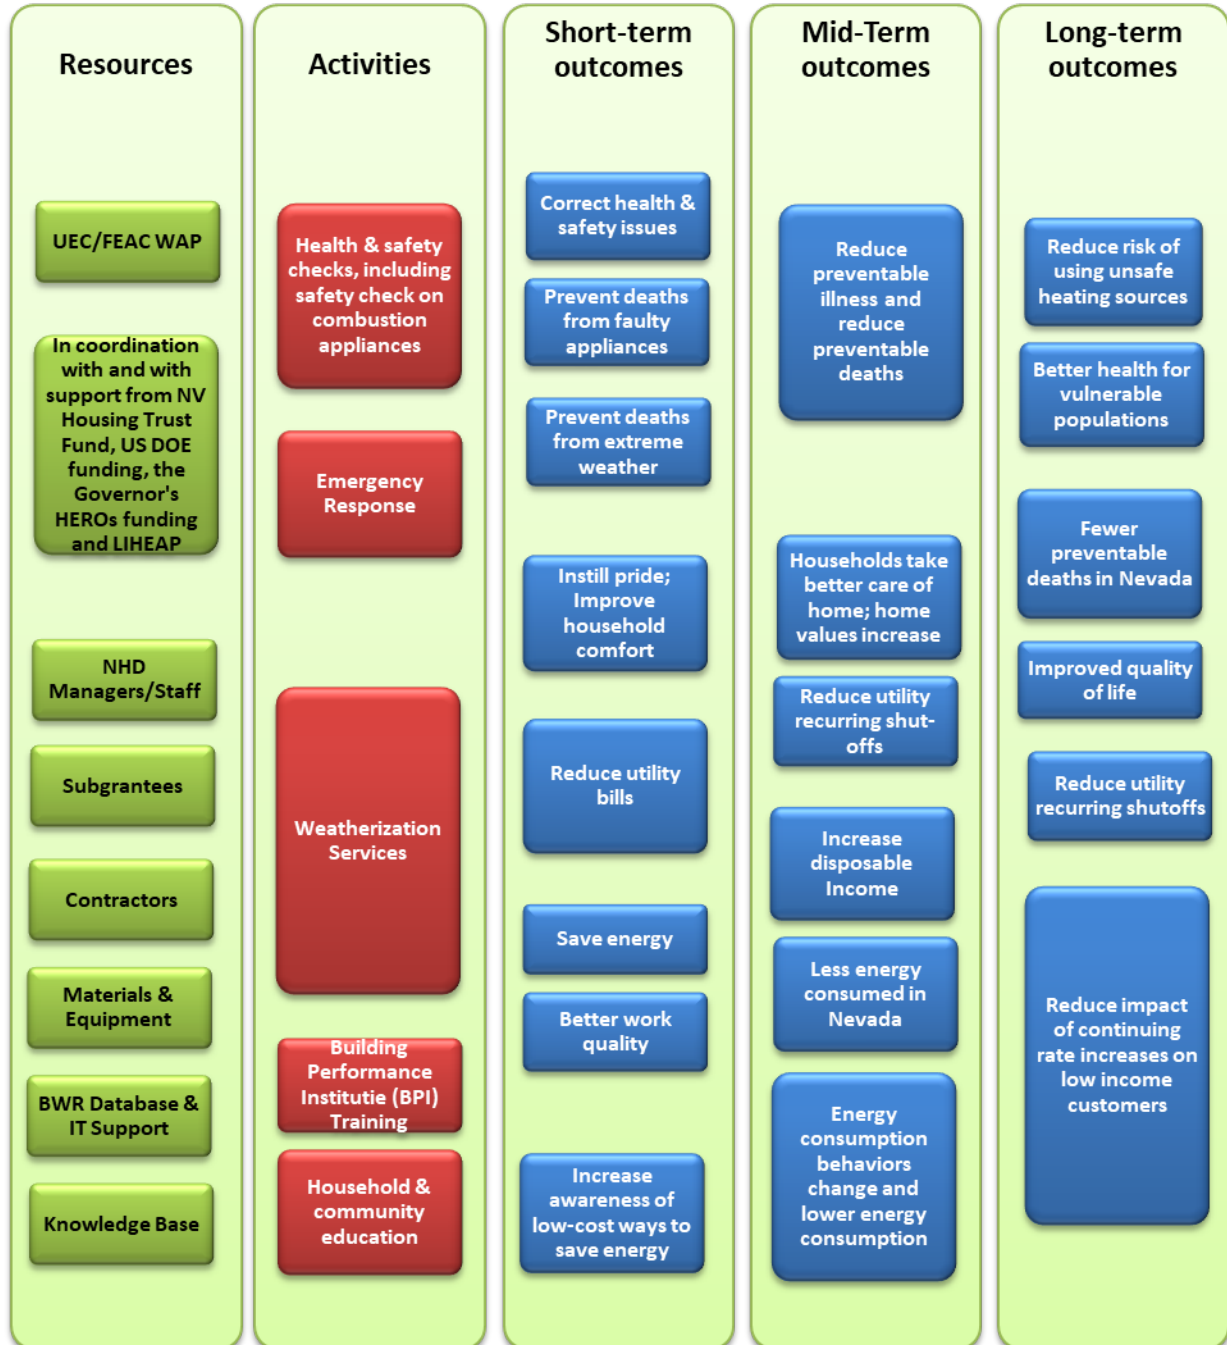 Resources
UEC/FEAC WAP
In coordination
with and with
support from NV
Housing Trust
Fund, US DOE
funding, the
Governor's
HEROs funding
and LIHEAP
NHD
Managers/Staff
Subgrantees
Contractors
Materials &
Equipment
BWR Database &
IT Support
Knowledge Base
Activities
Health & safety
checks, including
safety check on
combustion
appliances
Emergency
Response
Weatherization
Services
Building
Performance
Institutie (BPI)
Training
Household &
community
education
Short-term
outcomes
Correct health &
safety issues
Prevent deaths
from faulty
appliances
Prevent deaths
from extreme
weather
Instill pride;
Improve
household
comfort
Reduce utility
bills
Save energy
Better work
quality
Increase
awareness of
low-cost ways to
save energy
Mid-Term
outcomes
Reduce
preventable
illness and
reduce
preventable
deaths
Households take
better care of
home; home
values increase
Reduce utility
recurring shut-
offs
Increase
disposable
Income
Less energy
consumed in
Nevada
Energy
consumption
behaviors
change and
lower energy
consumption
Long-term
outcomes
Reduce risk of
using unsafe
heating sources
Better health for
vulnerable
populations
Fewer
preventable
deaths in Nevada
Improved quality
of life
Reduce utility
recurring shutoffs
Reduce impact
of continuing
rate increases on
low income
customers